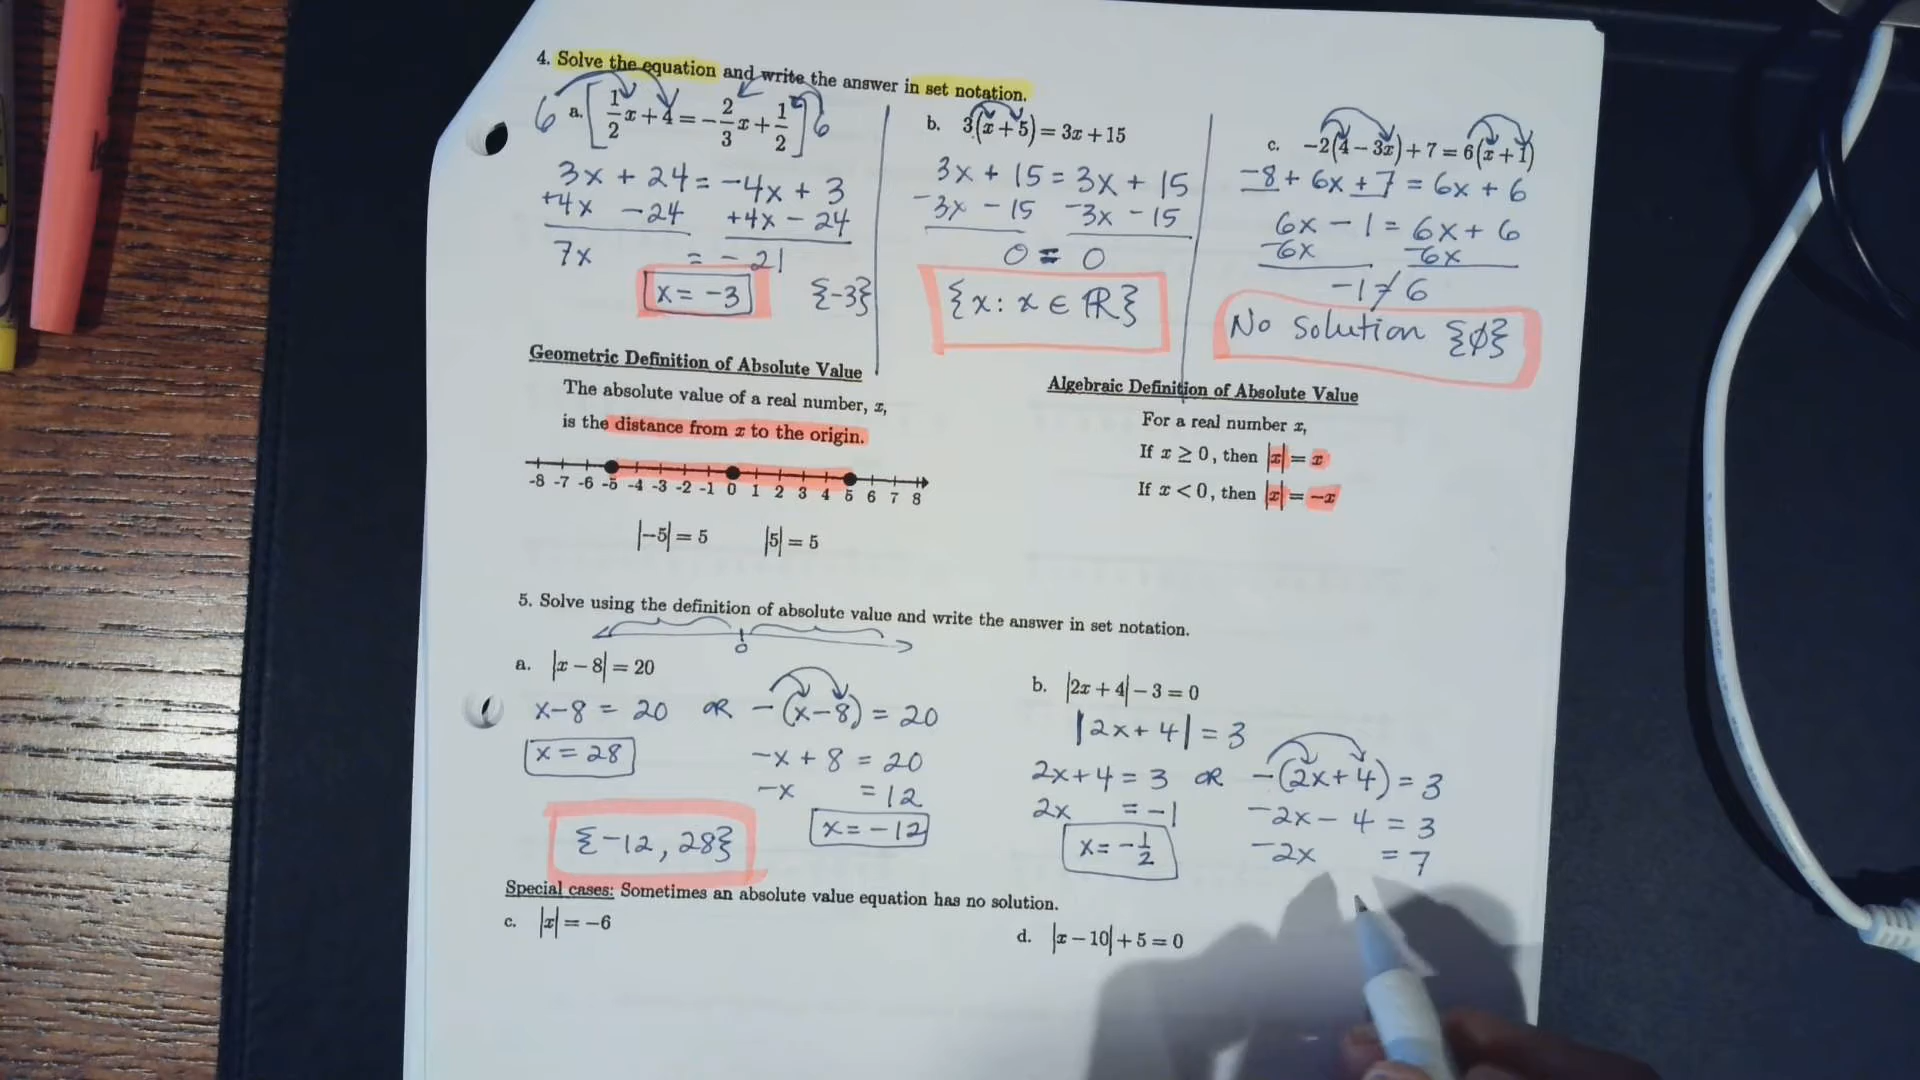 4. Solve the equation and write the answer in set notation.
6 a. [1/2 x + 4 = -2/3 x + 1/2] 6
3x + 24 = -4x + 3
+4x -24 +4x - 24
7x = -21
x = -3 {-3}
b. 3(x + 5) = 3x + 15
3x + 15 = 3x + 15
-3x - 15 -3x - 15
0 = 0
{x: x ∈ ℝ}
c. -2(4 - 3x) + 7 = 6(x + 1)
-8 + 6x + 7 = 6x + 6
6x - 1 = 6x + 6
-6x -6x
-1 ≠ 6
No Solution {∅}
Geometric Definition of Absolute Value
The absolute value of a real number, x,
is the distance from x to the origin.
-8 -7 -6 -5 -4 -3 -2 -1 0 1 2 3 4 5 6 7 8
|-5| = 5 |5| = 5
Algebraic Definition of Absolute Value
For a real number x,
If x ≥ 0, then |x| = x
If x < 0, then |x| = -x
5. Solve using the definition of absolute value and write the answer in set notation.
0
a. |x - 8| = 20
x-8 = 20 OR -(x-8) = 20
x = 28 -x + 8 = 20
-x = 12
x = -12
{-12, 28}
b. |2x + 4| - 3 = 0
|2x + 4| = 3
2x+4 = 3 OR -(2x+4) = 3
2x = -1 -2x - 4 = 3
x = -1/2 -2x = 7
Special cases: Sometimes an absolute value equation has no solution.
c. |x| = -6
d. |x - 10| + 5 = 0